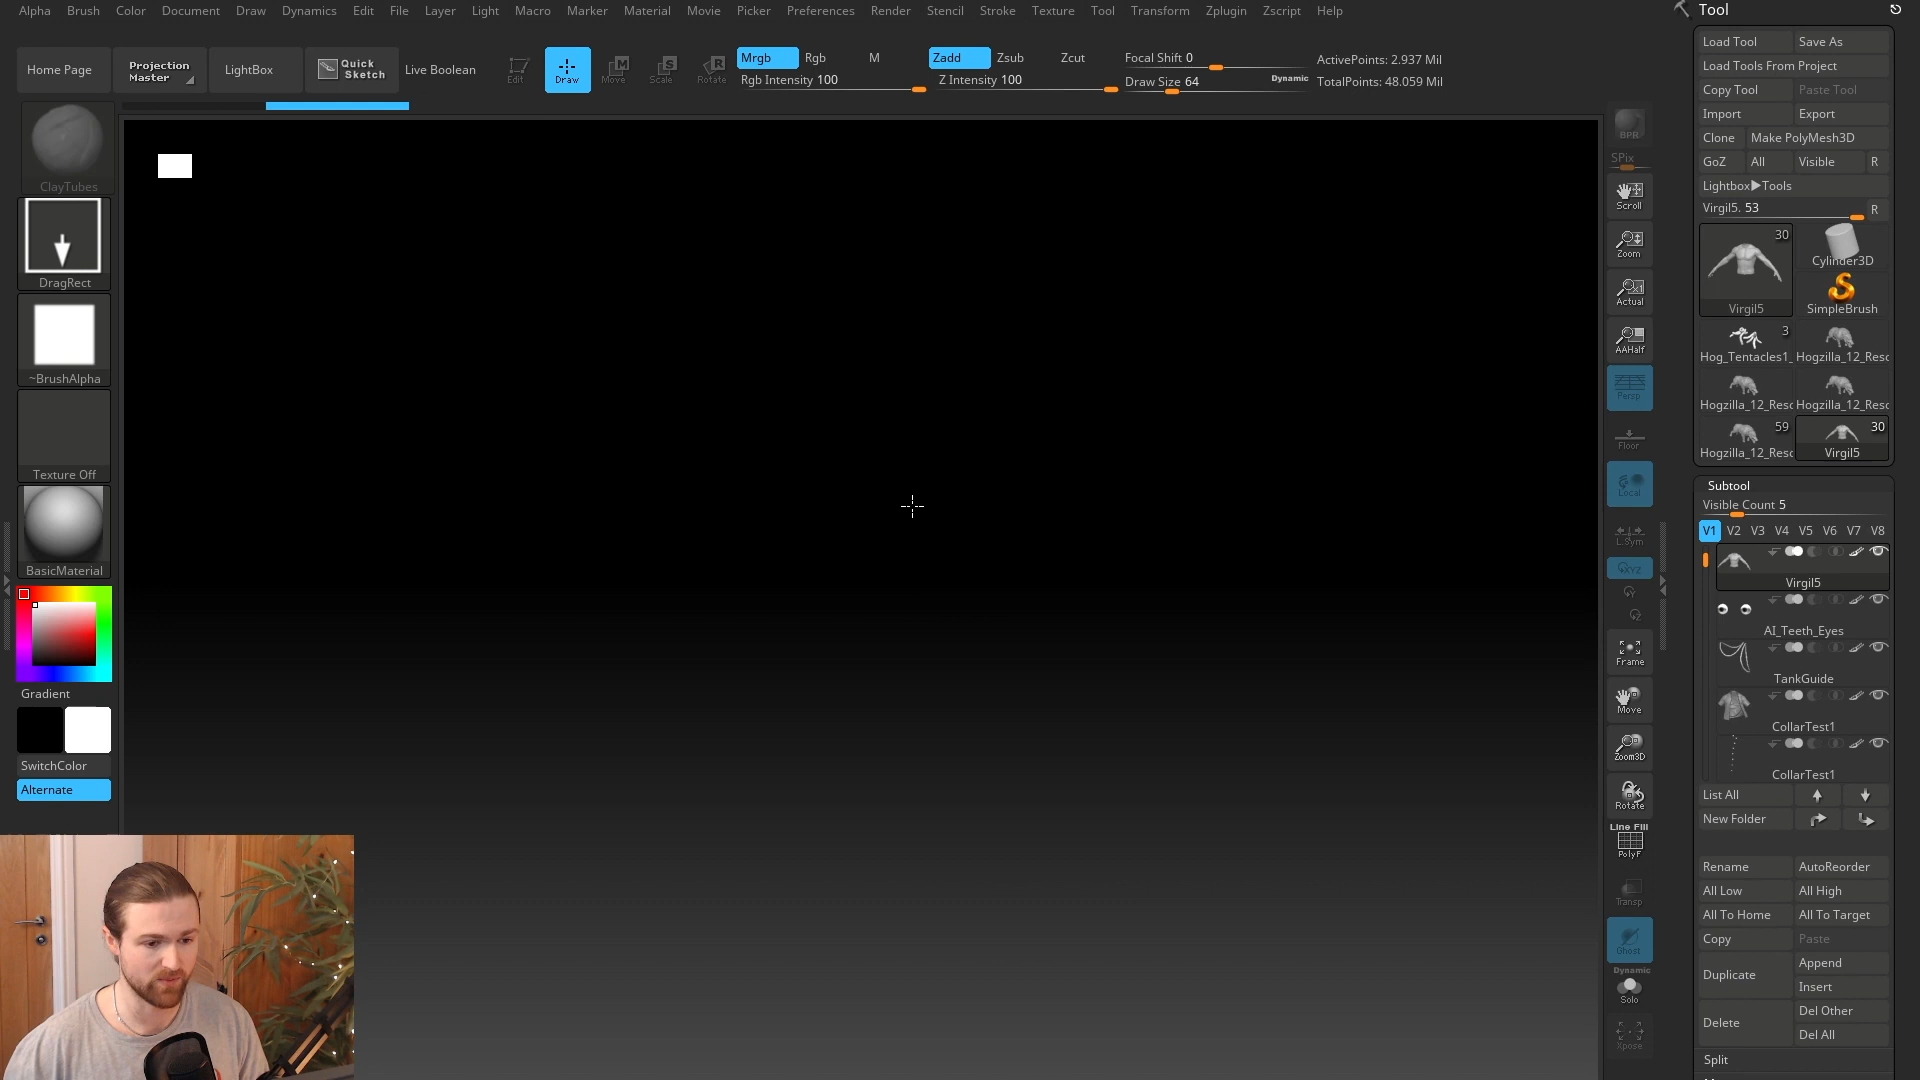 Alpha Brush Color Document Draw Dynamics Edit File Layer Light Macro Marker Material Movie Picker Preferences Render Stencil Stroke Texture Tool Transform Zplugin Zscript Help
Home Page
Projection
Master
LightBox
Quick
Sketch
Live Boolean
Edit
Draw
Move
Scale
Rotate
Mrgb
Rgb
M
Rgb Intensity 100
Zadd
Zsub
Zcut
Z Intensity 100
Focal Shift 0
Draw Size 64
Dynamic
ActivePoints: 2.937 Mil
TotalPoints: 48.059 Mil
ClayTubes
DragRect
~BrushAlpha
Texture Off
BasicMaterial
Gradient
SwitchColor
Alternate
BPR
SPix
Scroll
Zoom
Actual
AAHalf
Persp
Floor
Local
L.Sym
XYZ
Frame
Move
Zoom3D
Rotate
Line Fill
PolyF
Transp
Ghost
Dynamic
Solo
Xpose
Tool
Load Tool
Save As
Load Tools From Project
Copy Tool
Paste Tool
Import
Export
Clone
Make PolyMesh3D
GoZ
All
Visible
R
Lightbox▶Tools
Virgil5. 53
R
30
Virgil5
Cylinder3D
SimpleBrush
3
Hog_Tentacles1_
Hogzilla_12_Resc
Hogzilla_12_Resc
Hogzilla_12_Resc
59
Hogzilla_12_Resc
30
Virgil5
Subtool
Visible Count 5
V1 V2 V3 V4 V5 V6 V7 V8
Virgil5
AI_Teeth_Eyes
TankGuide
CollarTest1
CollarTest1
List All
New Folder
Rename
AutoReorder
All Low
All High
All To Home
All To Target
Copy
Paste
Duplicate
Append
Insert
Delete
Del Other
Del All
Split